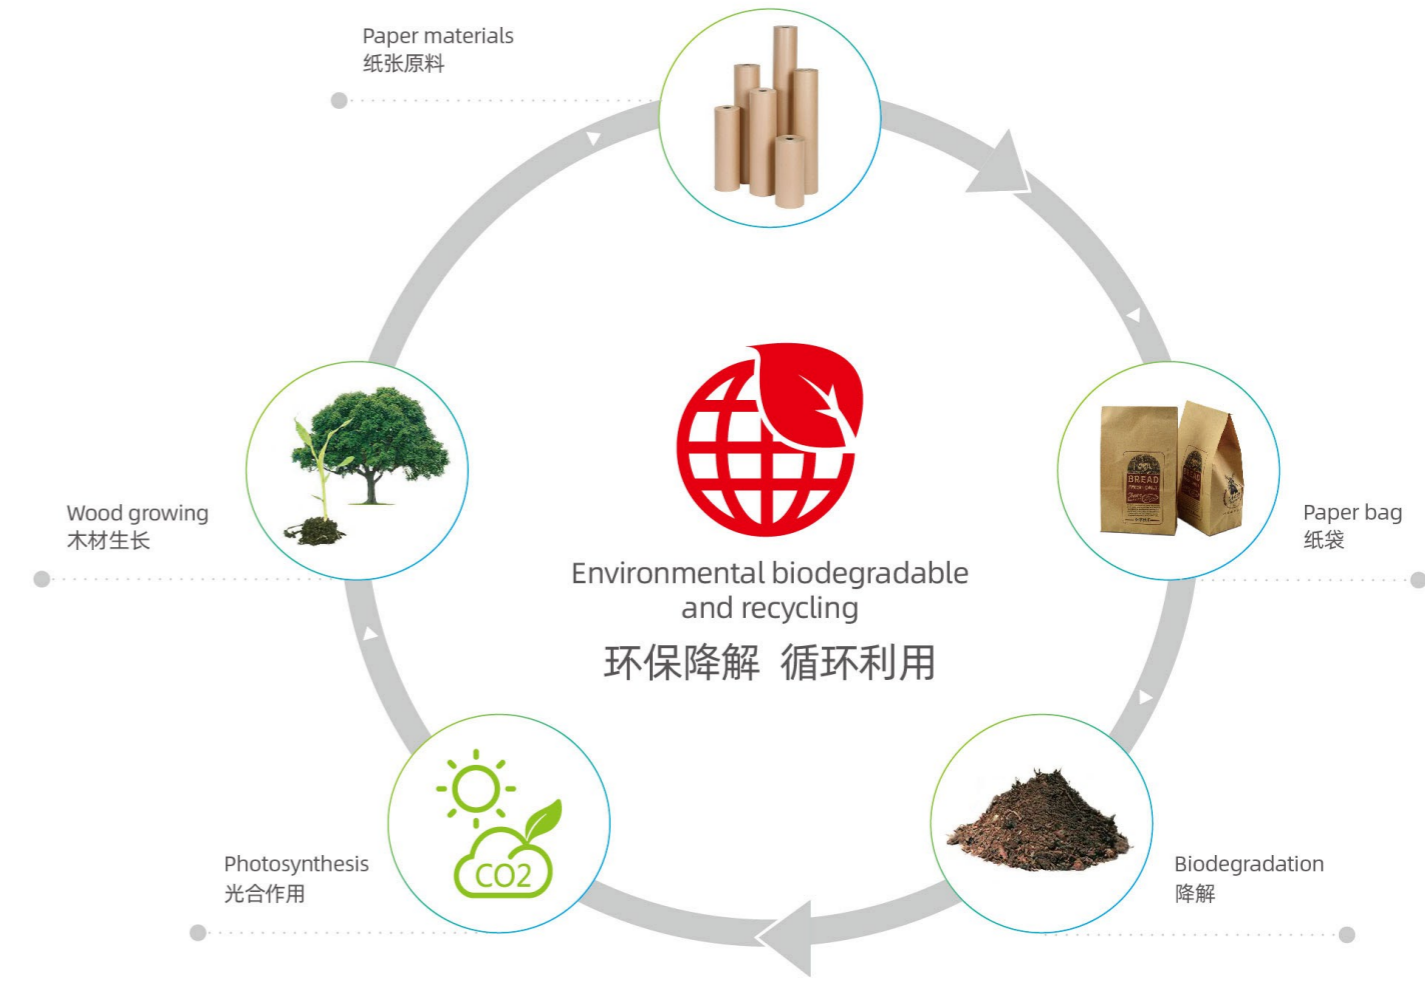 Paper materials
纸张原料
Wood growing
木材生长
BREAD
Paper bag
纸袋
Environmental biodegradable
and recycling
环保降解 循环利用
CO2
Photosynthesis
光合作用
Biodegradation
降解